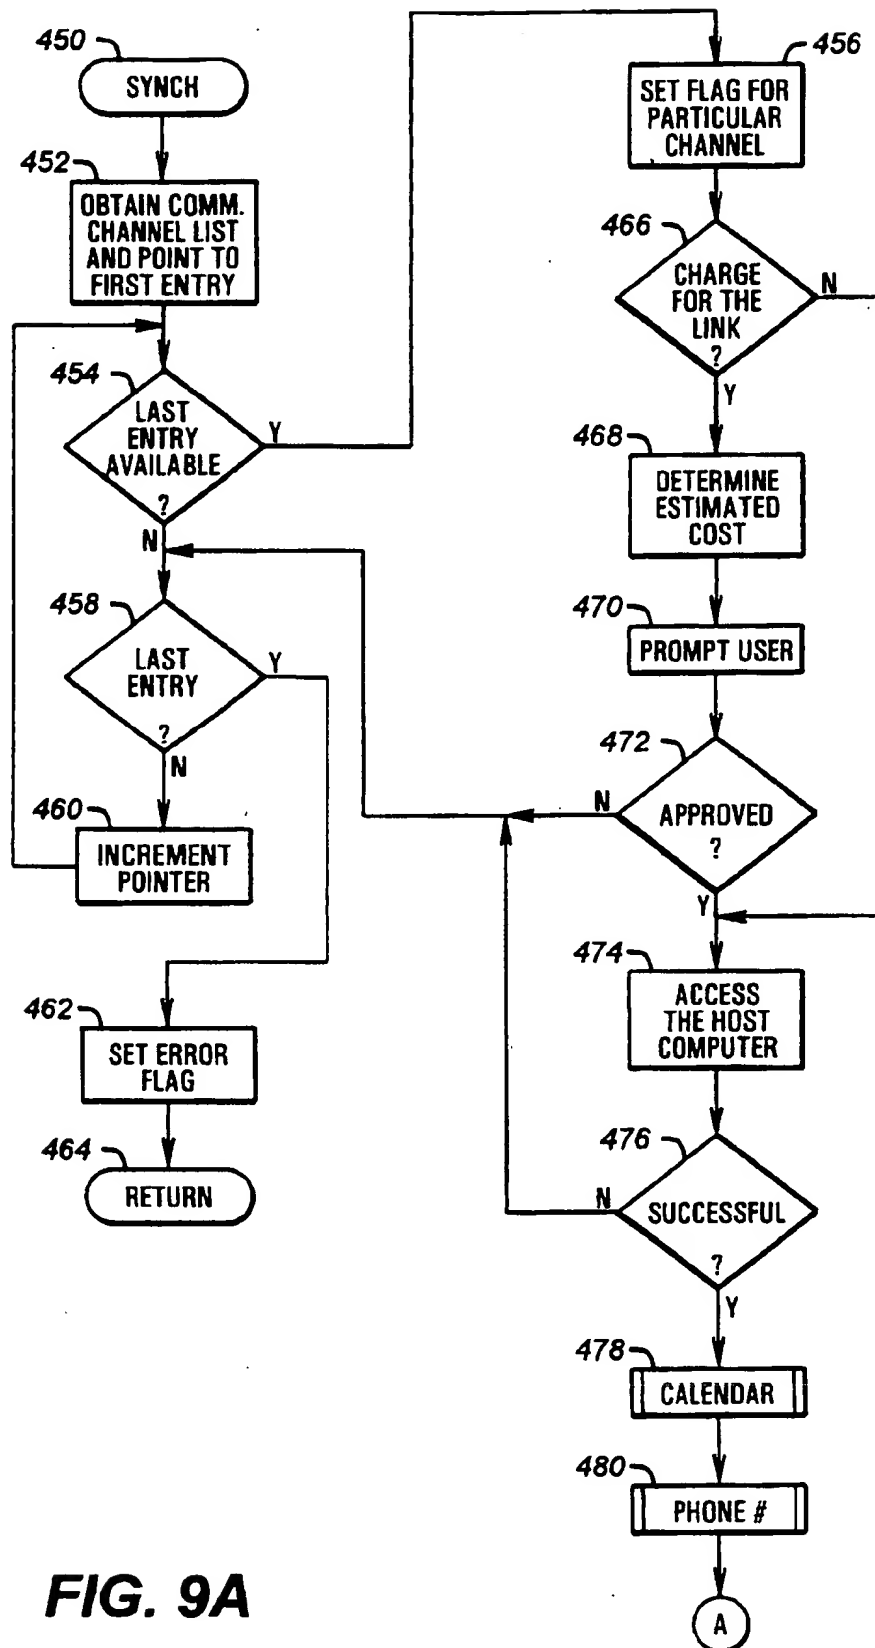 450
SYNCH
452
OBTAIN COMM.
CHANNEL LIST
AND POINT TO
FIRST ENTRY
454
LAST
ENTRY
AVAILABLE
?
Y
N
458
LAST
ENTRY
?
Y
N
460
INCREMENT
POINTER
462
SET ERROR
FLAG
464
RETURN
456
SET FLAG FOR
PARTICULAR
CHANNEL
466
CHARGE
FOR THE
LINK
?
N
Y
468
DETERMINE
ESTIMATED
COST
470
PROMPT USER
472
APPROVED
?
N
Y
474
ACCESS
THE HOST
COMPUTER
476
SUCCESSFUL
?
N
Y
478
CALENDAR
480
PHONE #
A
FIG. 9A